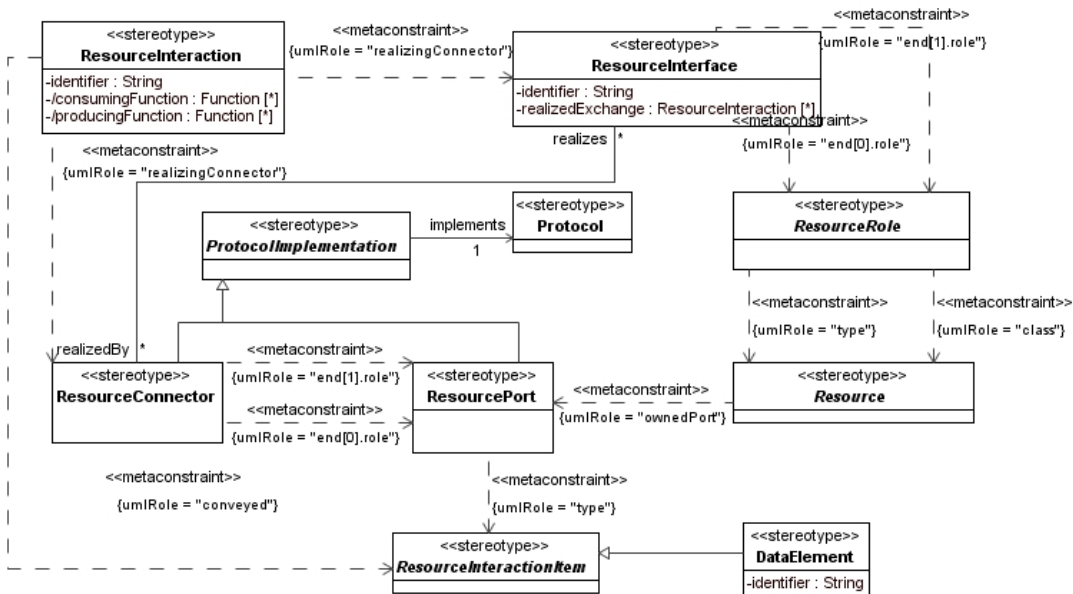 <<stereotype>>
ResourceInteraction
-identifier : String
-/consumingFunction : Function [*]
-/producingFunction : Function [*]
<<metaconstraint>>
{umlRole = "realizingConnector"}
<<stereotype>>
ResourceInterface
-identifier : String
-realizedExchange : ResourceInteraction [*]
<<metaconstraint>>
{umlRole = "end[1].role"}
<<metaconstraint>>
{umlRole = "end[0].role"}
<<metaconstraint>>
{umlRole = "realizingConnector"}
realizes *
<<stereotype>>
ProtocolImplementation
implements
1
<<stereotype>>
Protocol
<<stereotype>>
ResourceRole
<<metaconstraint>>
{umlRole = "type"}
<<metaconstraint>>
{umlRole = "class"}
realizedBy *
<<stereotype>>
ResourceConnector
<<metaconstraint>>
{umlRole = "end[1].role"}
<<metaconstraint>>
{umlRole = "end[0].role"}
<<stereotype>>
ResourcePort
<<metaconstraint>>
{umlRole = "ownedPort"}
<<stereotype>>
Resource
<<metaconstraint>>
{umlRole = "conveyed"}
<<metaconstraint>>
{umlRole = "type"}
<<stereotype>>
ResourceInteractionItem
<<stereotype>>
DataElement
-identifier : String